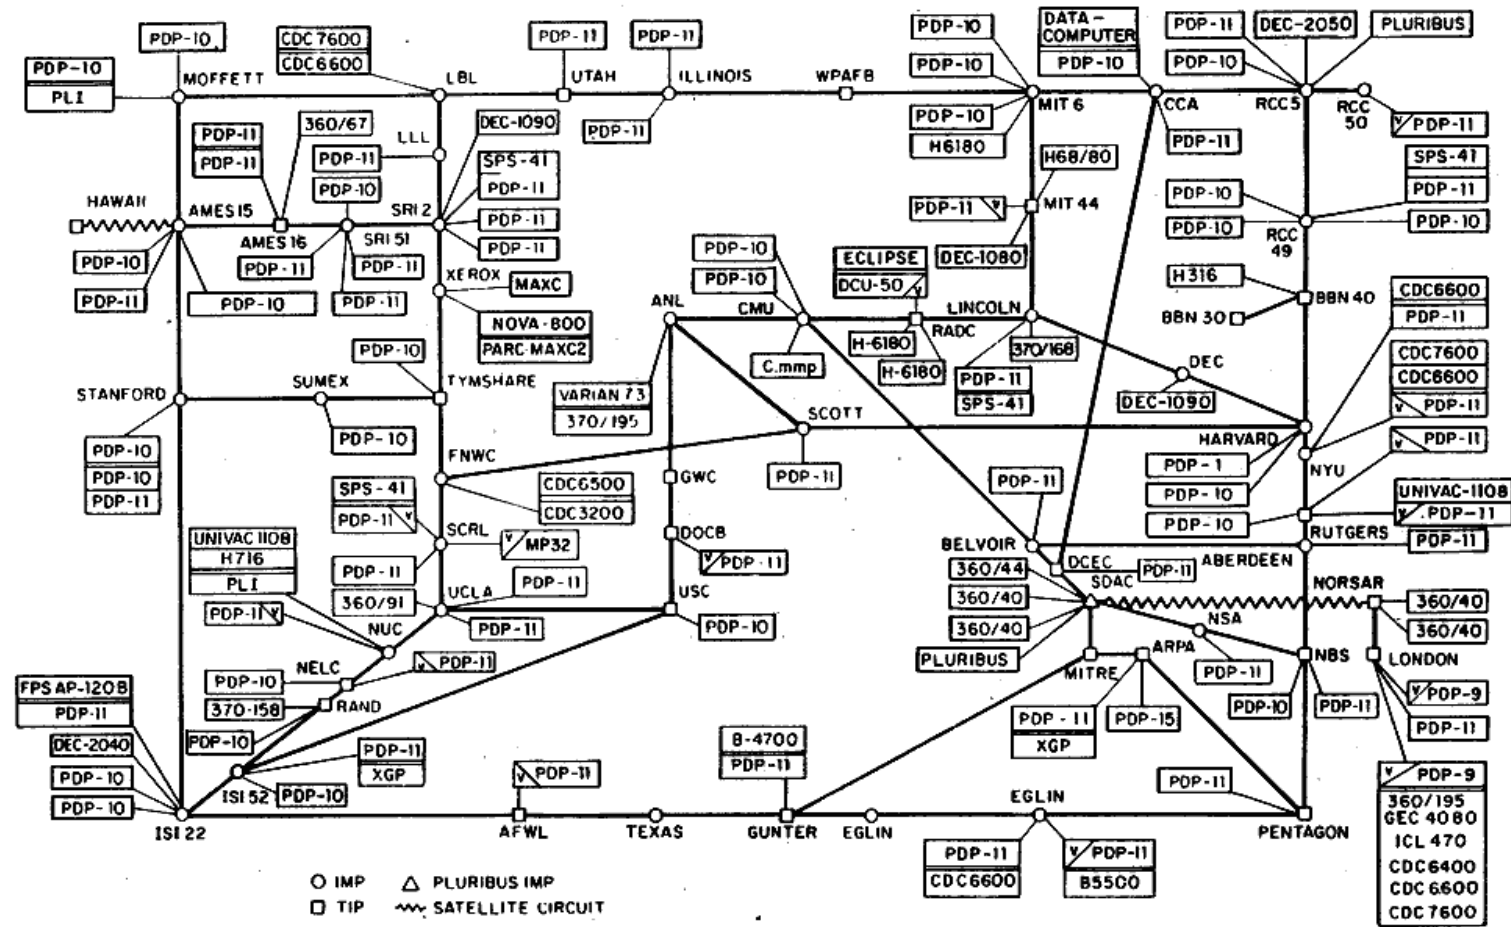 PDP-10
CDC7600
CDC6600
PDP-11
PDP-11
PDP-10
DATA-
COMPUTER
PDP-10
PDP-11
DEC-2050
PLURIBUS
PDP-10
PLI
MOFFETT
LBL
UTAH
ILLINOIS
WPAFB
PDP-10
MIT 6
CCA
PDP-10
RCC5
RCC
50
PDP-11
PDP-11
360/67
PDP-11
LLL
PDP-11
DEC-1090
PDP-11
PDP-10
H6180
PDP-11
V PDP-11
SPS-41
PDP-11
H68/80
SPS-41
PDP-11
HAWAII
AMES 15
PDP-10
SRI 2
PDP-11
PDP-11 V
MIT 44
PDP-10
PDP-10
PDP-10
AMES 16
SRI 51
PDP-11
PDP-10
DEC-1080
RCC
49
PDP-10
PDP-11
PDP-11
XEROX
MAXC
PDP-10
ECLIPSE
DCU-50 V
H316
PDP-11
PDP-10
PDP-11
NOVA-800
PARC-MAXC2
ANL
CMU
RADC
LINCOLN
BBN 40
BBN 30
CDC6600
PDP-11
PDP-10
C.mmp
H-6180
H-6180
370/168
DEC
CDC7600
CDC6600
V PDP-11
STANFORD
SUMEX
TYMSHARE
VARIAN 73
370/195
PDP-11
SPS-41
DEC-1090
SCOTT
HARVARD
V PDP-11
PDP-10
PDP-10
PDP-11
PDP-10
FNWC
PDP-11
PDP-11
PDP-1
NYU
CDC6500
CDC3200
GWC
PDP-10
UNIVAC-1108
V PDP-11
SPS-41
PDP-11 V
PDP-10
RUTGERS
UNIVAC 1108
H716
PLI
SCRL
V MP32
DOCB
BELVOIR
ABERDEEN
PDP-11
PDP-11
V PDP-11
DCEC
PDP-11
360/44
SDAC
NORSAR
360/91
UCLA
PDP-11
USC
360/40
360/40
PDP-11 V
NUC
PDP-11
PDP-10
360/40
NSA
360/40
NELC
V PDP-11
PLURIBUS
MITRE
ARPA
NBS
LONDON
PDP-10
PDP-11
FPS AP-120B
PDP-11
370-158
RAND
PDP-10
PDP-11
V PDP-9
DEC-2040
PDP-10
PDP-11
XGP
B-4700
PDP-11
PDP-11
XGP
PDP-15
PDP-11
PDP-10
ISI 52
PDP-10
V PDP-11
PDP-11
V PDP-9
PDP-10
EGLIN
360/195
GEC 4080
ICL 470
CDC6400
CDC6600
CDC7600
ISI 22
AFWL
TEXAS
GUNTER
EGLIN
PENTAGON
PDP-11
CDC6600
V PDP-11
B5500
IMP
PLURIBUS IMP
TIP
SATELLITE CIRCUIT